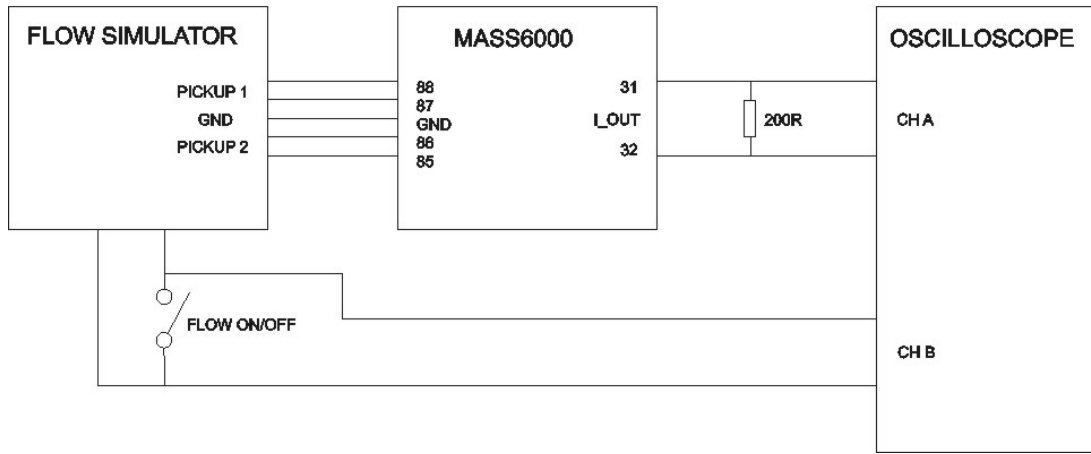 FLOW SIMULATOR
PICKUP 1
GND
PICKUP 2
MASS6000
88
87
GND
86
85
31
I_OUT
32
200R
OSCILLOSCOPE
CH A
CH B
FLOW ON/OFF